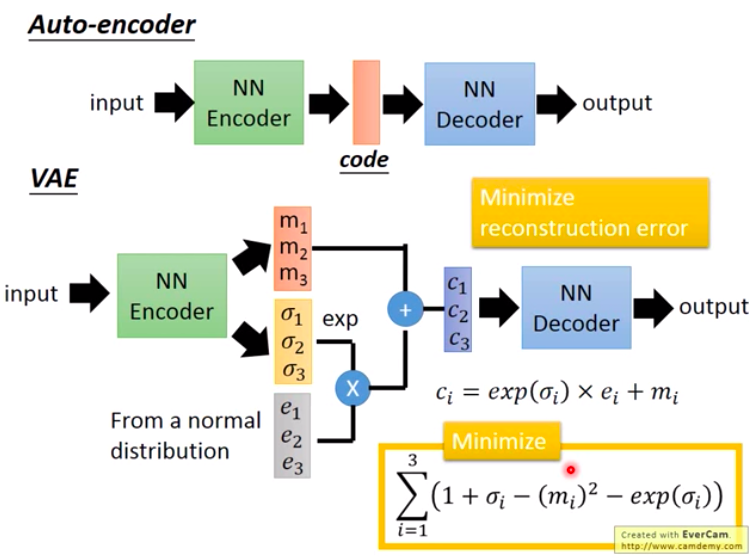 Auto-encoder
input
NN
Encoder
code
NN
Decoder
output
VAE
Minimize
reconstruction error
input
NN
Encoder
m₁
m₂
m₃
σ₁
σ₂
σ₃
exp
e₁
e₂
e₃
From a normal
distribution
X
+
c₁
c₂
c₃
NN
Decoder
output
cᵢ = exp(σᵢ) × eᵢ + mᵢ
Minimize
3
∑(1 + σᵢ − (mᵢ)² − exp(σᵢ))
i=1
Created with EverCam.
http://www.camdemy.com